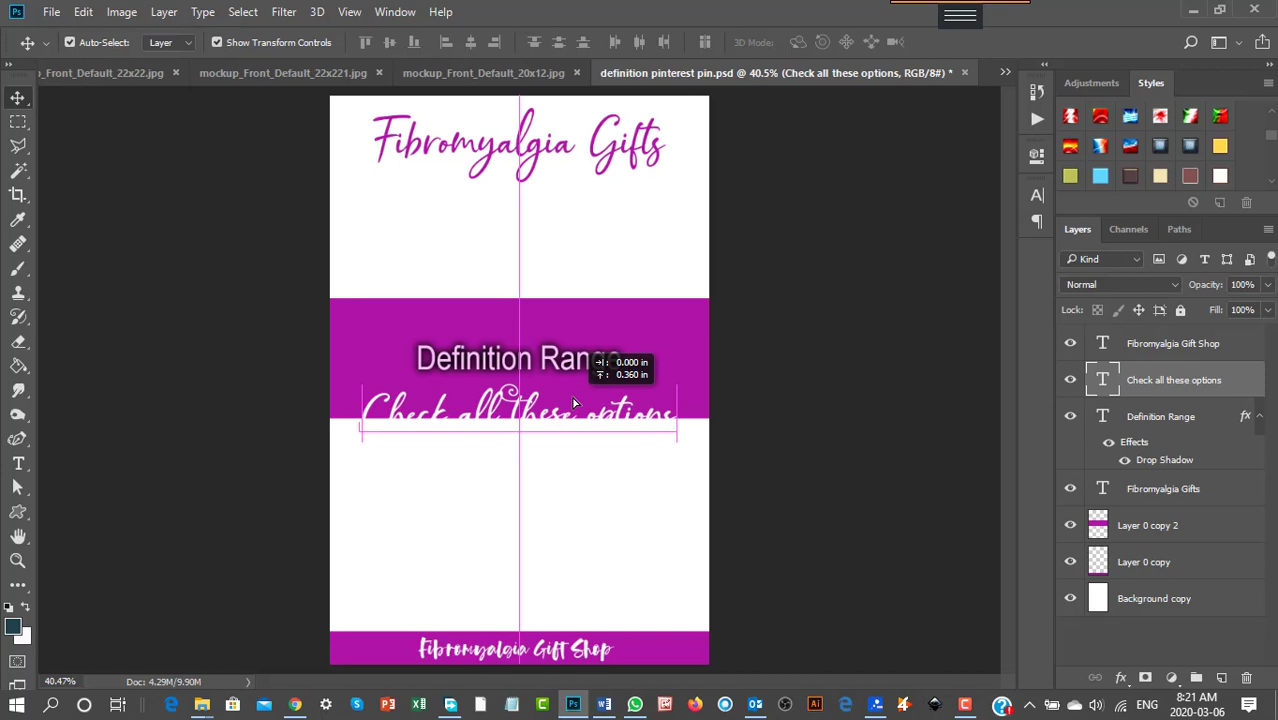 File Edit Image Layer Type Select Filter 3D View Window Help
Auto-Select: Layer Show Transform Controls 3D Mode:
p_Front_Default_22x22.jpg × mockup_Front_Default_22x221.jpg × mockup_Front_Default_20x12.jpg × definition pinterest pin.psd @ 40.5% (Check all these options, RGB/8#) * ×
Adjustments Styles
Fibromyalgia Gifts
Layers Channels Paths
Kind
Normal Opacity: 100%
Lock: Fill: 100%
Fibromyalgia Gift Shop
Definition Range
0.000 in
0.360 in
Check all these options
Check all these options
Definition Range fx
Effects
Drop Shadow
Fibromyalgia Gifts
Layer 0 copy 2
Layer 0 copy
Background copy
Fibromyalgia Gift Shop
40.47% Doc: 4.29M/9.90M
ENG 8:21 AM
2020-03-06